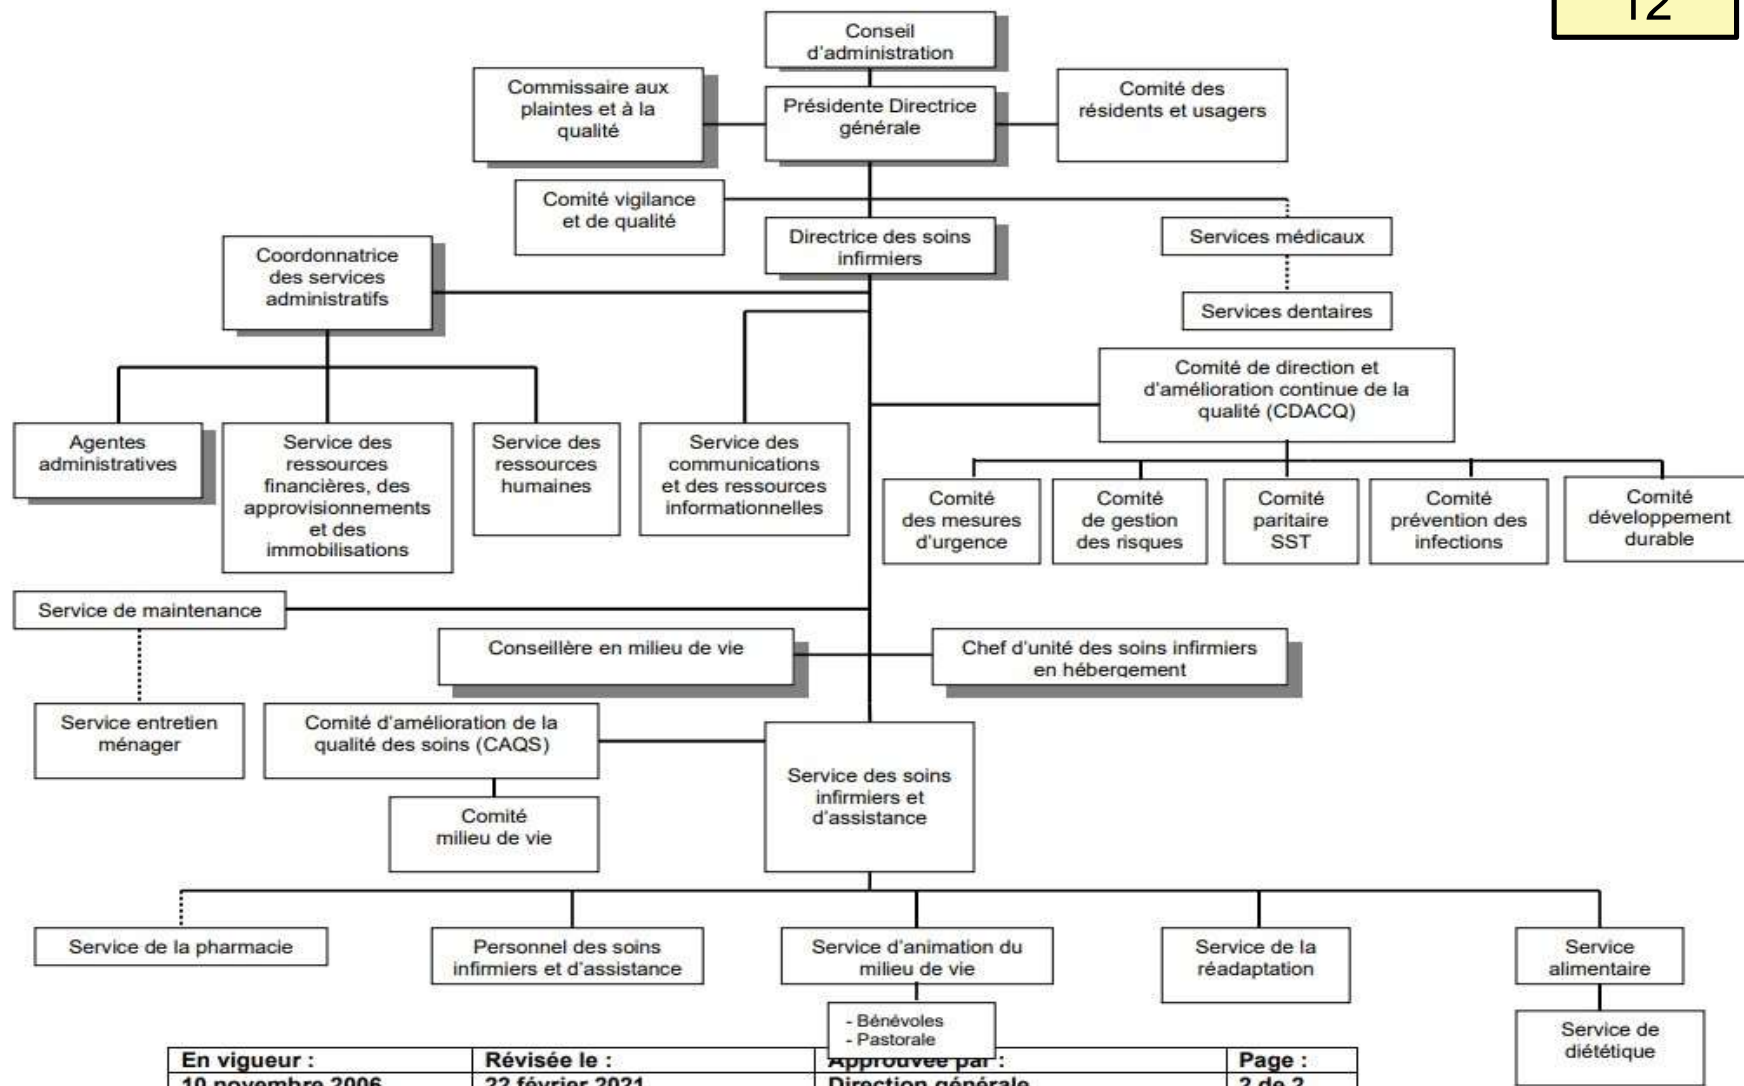 12
Conseil
d'administration
Commissaire aux
plaintes et à la
qualité
Présidente Directrice
générale
Comité des
résidents et usagers
Comité vigilance
et de qualité
Directrice des soins
infirmiers
Services médicaux
Coordonnatrice
des services
administratifs
Services dentaires
Comité de direction et
d'amélioration continue de la
qualité (CDACQ)
Agentes
administratives
Service des
ressources
financières, des
approvisionnements
et des
immobilisations
Service des
ressources
humaines
Service des
communications
et des ressources
informationnelles
Comité
des mesures
d'urgence
Comité
de gestion
des risques
Comité
paritaire
SST
Comité
prévention des
infections
Comité
développement
durable
Service de maintenance
Conseillère en milieu de vie
Chef d'unité des soins infirmiers
en hébergement
Service entretien
ménager
Comité d'amélioration de la
qualité des soins (CAQS)
Service des soins
infirmiers et
d'assistance
Comité
milieu de vie
Service de la pharmacie
Personnel des soins
infirmiers et d'assistance
Service d'animation du
milieu de vie
Service de la
réadaptation
Service
alimentaire
- Bénévoles
- Pastorale
Service de
diététique
En vigueur :
Révisée le :
Approuvée par :
Page :
10 novembre 2006
22 février 2021
Direction générale
2 de 2